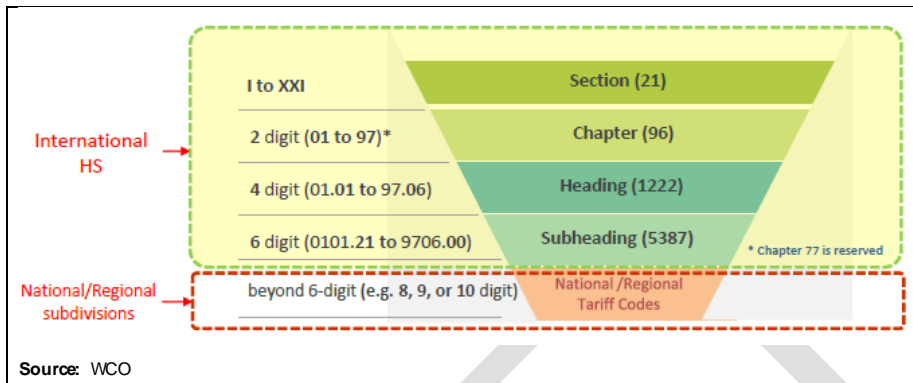 I to XXI
Section (21)
2 digit (01 to 97)*
Chapter (96)
International
HS
4 digit (01.01 to 97.06)
Heading (1222)
6 digit (0101.21 to 9706.00)
Subheading (5387)
* Chapter 77 is reserved
National/Regional
subdivisions
beyond 6-digit (e.g. 8, 9, or 10 digit)
National /Regional
Tariff Codes
Source: WCO